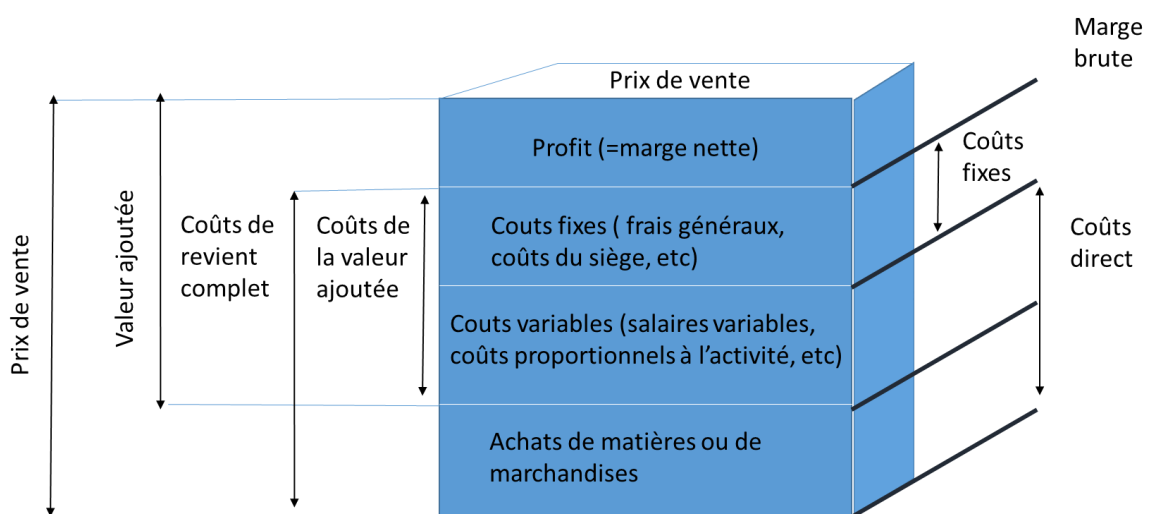 Marge
brute
Prix de vente
Profit (=marge nette)
Coûts
fixes
Prix de vente
Valeur ajoutée
Coûts de
revient
complet
Coûts de
la valeur
ajoutée
Couts fixes ( frais généraux,
coûts du siège, etc)
Coûts
direct
Couts variables (salaires variables,
coûts proportionnels à l’activité, etc)
Achats de matières ou de
marchandises